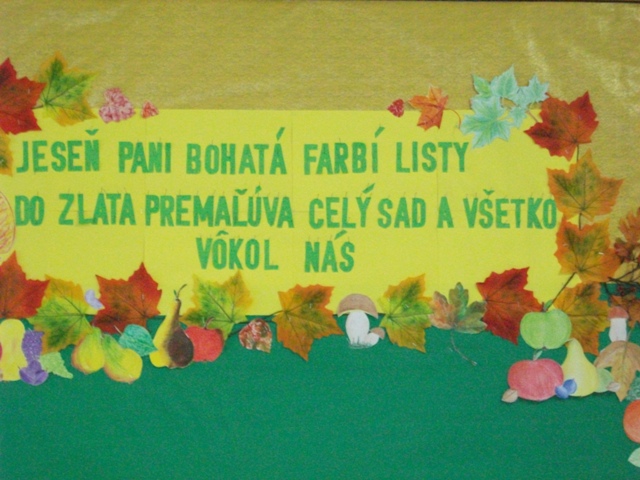 JESEŇ PANI BOHATÁ FARBÍ LISTY
DO ZLATA PREMAĽÚVA CELÝ SAD A VŠETKO
VÔKOL NÁS